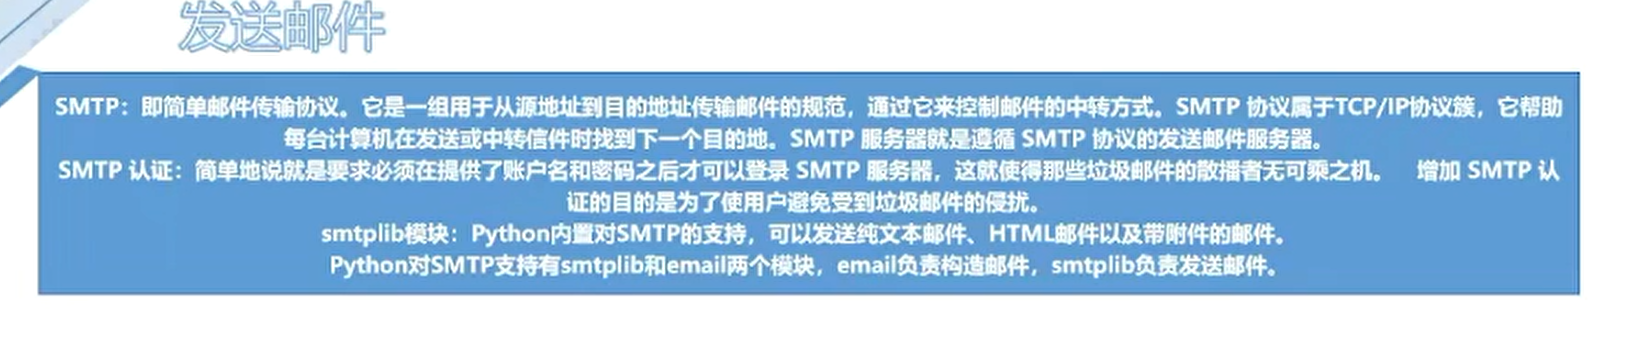 发送邮件
SMTP：即简单邮件传输协议。它是一组用于从源地址到目的地址传输邮件的规范，通过它来控制邮件的中转方式。SMTP 协议属于TCP/IP协议簇，它帮助
每台计算机在发送或中转信件时找到下一个目的地。SMTP 服务器就是遵循 SMTP 协议的发送邮件服务器。
SMTP 认证：简单地说就是要求必须在提供了账户名和密码之后才可以登录 SMTP 服务器，这就使得那些垃圾邮件的散播者无可乘之机。 增加 SMTP 认
证的目的是为了使用户避免受到垃圾邮件的侵扰。
smtplib模块：Python内置对SMTP的支持，可以发送纯文本邮件、HTML邮件以及带附件的邮件。
Python对SMTP支持有smtplib和email两个模块，email负责构造邮件，smtplib负责发送邮件。